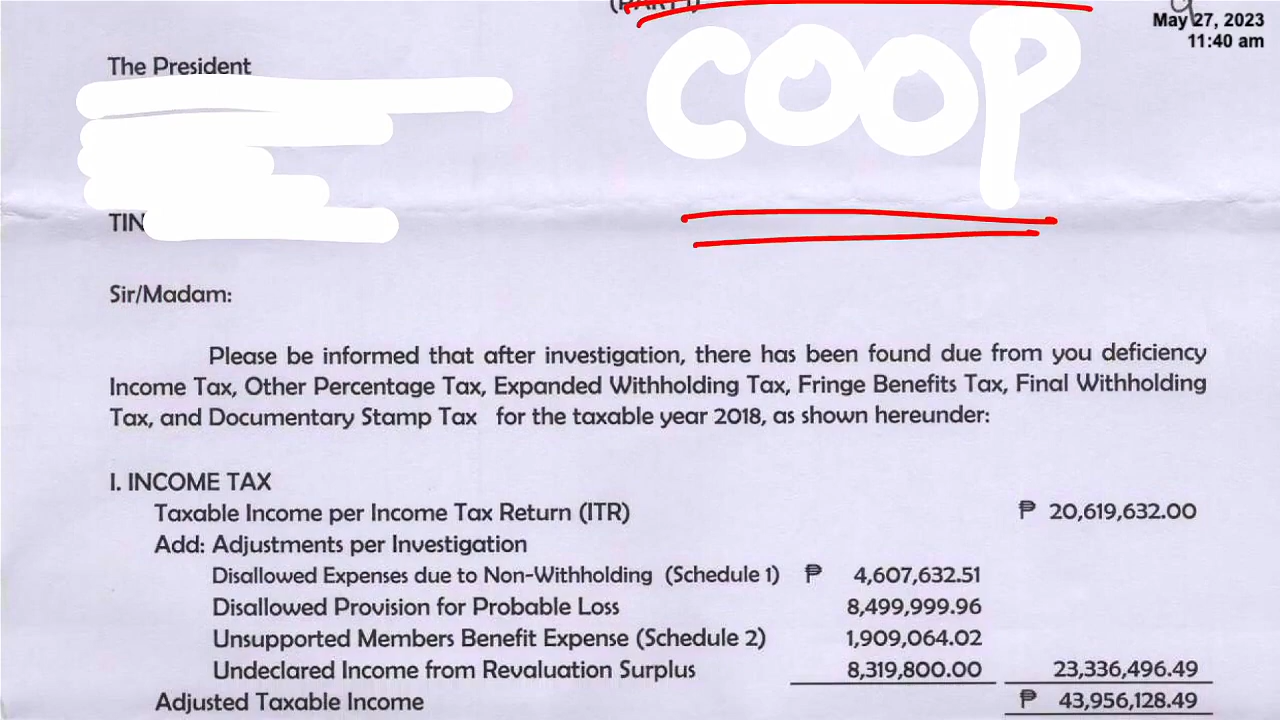 May 27, 2023
11:40 am
COOP
The President
TIN
Sir/Madam:
Please be informed that after investigation, there has been found due from you deficiency
Income Tax, Other Percentage Tax, Expanded Withholding Tax, Fringe Benefits Tax, Final Withholding
Tax, and Documentary Stamp Tax for the taxable year 2018, as shown hereunder:
I. INCOME TAX
Taxable Income per Income Tax Return (ITR) ₱ 20,619,632.00
Add: Adjustments per Investigation
Disallowed Expenses due to Non-Withholding (Schedule 1) ₱ 4,607,632.51
Disallowed Provision for Probable Loss 8,499,999.96
Unsupported Members Benefit Expense (Schedule 2) 1,909,064.02
Undeclared Income from Revaluation Surplus 8,319,800.00 23,336,496.49
Adjusted Taxable Income ₱ 43,956,128.49